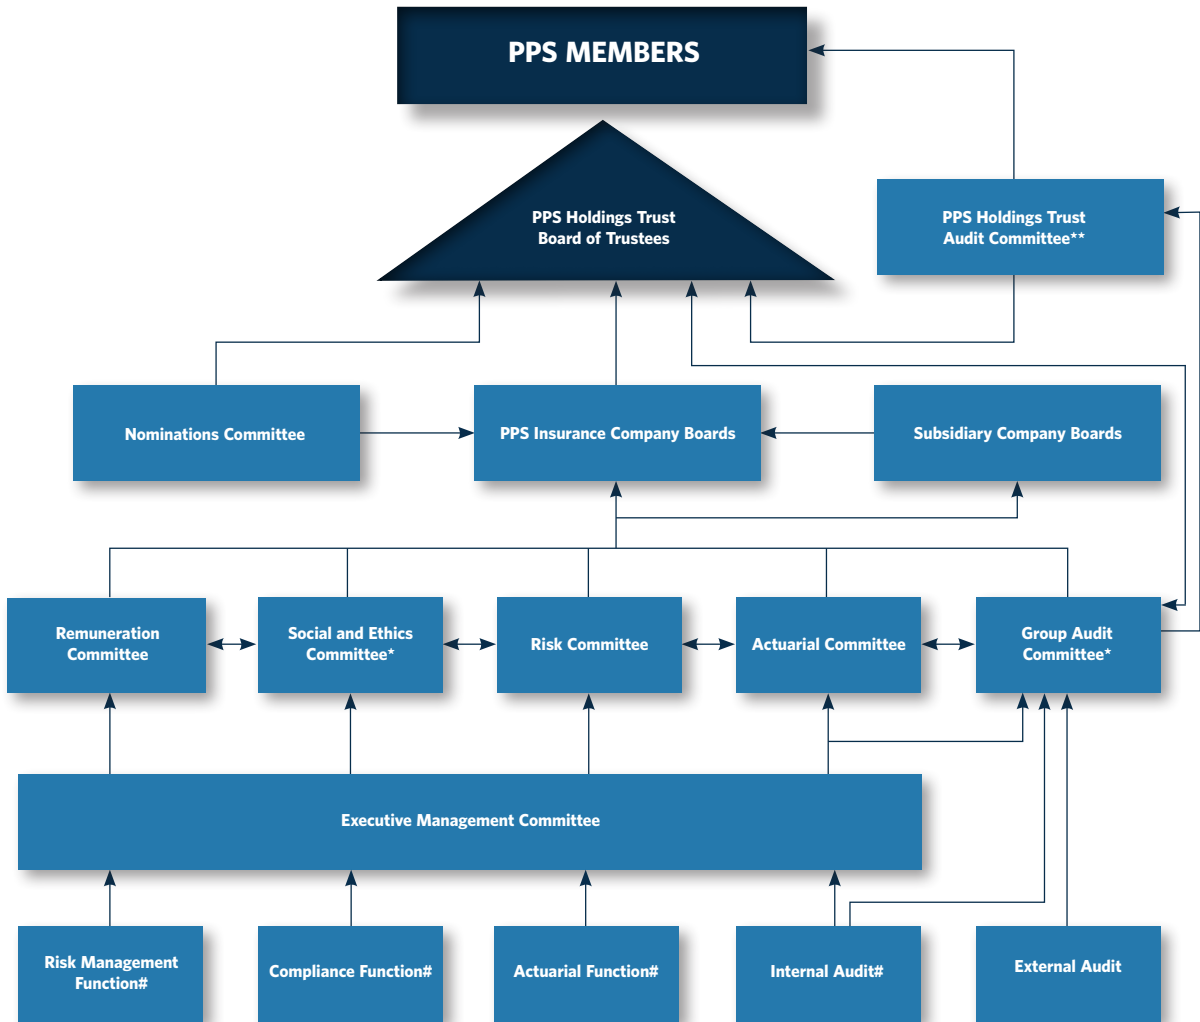 PPS MEMBERS
PPS Holdings Trust
Board of Trustees
PPS Holdings Trust
Audit Committee**
Nominations Committee
PPS Insurance Company Boards
Subsidiary Company Boards
Remuneration
Committee
Social and Ethics
Committee*
Risk Committee
Actuarial Committee
Group Audit
Committee*
Executive Management Committee
Risk Management
Function#
Compliance Function#
Actuarial Function#
Internal Audit#
External Audit